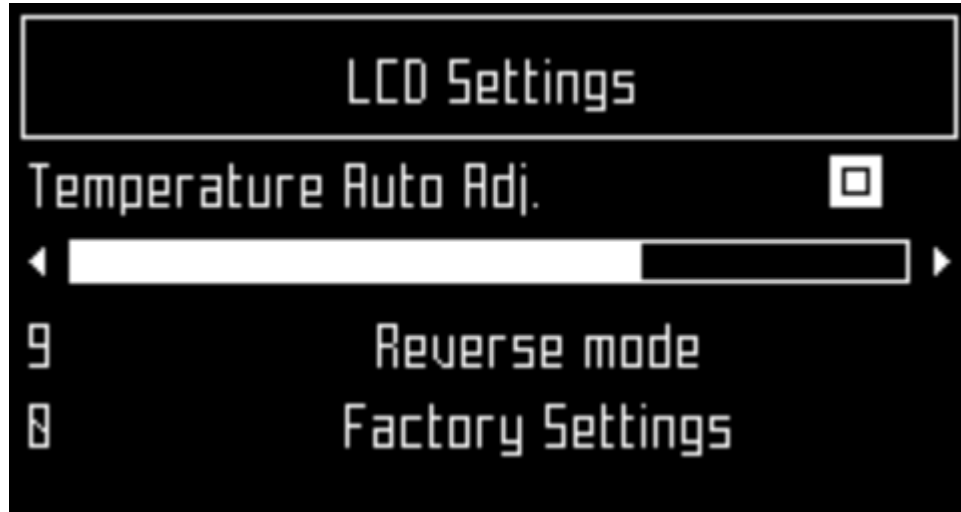 LCD Settings
Temperature Auto Adj.
9 Reverse mode
0 Factory Settings